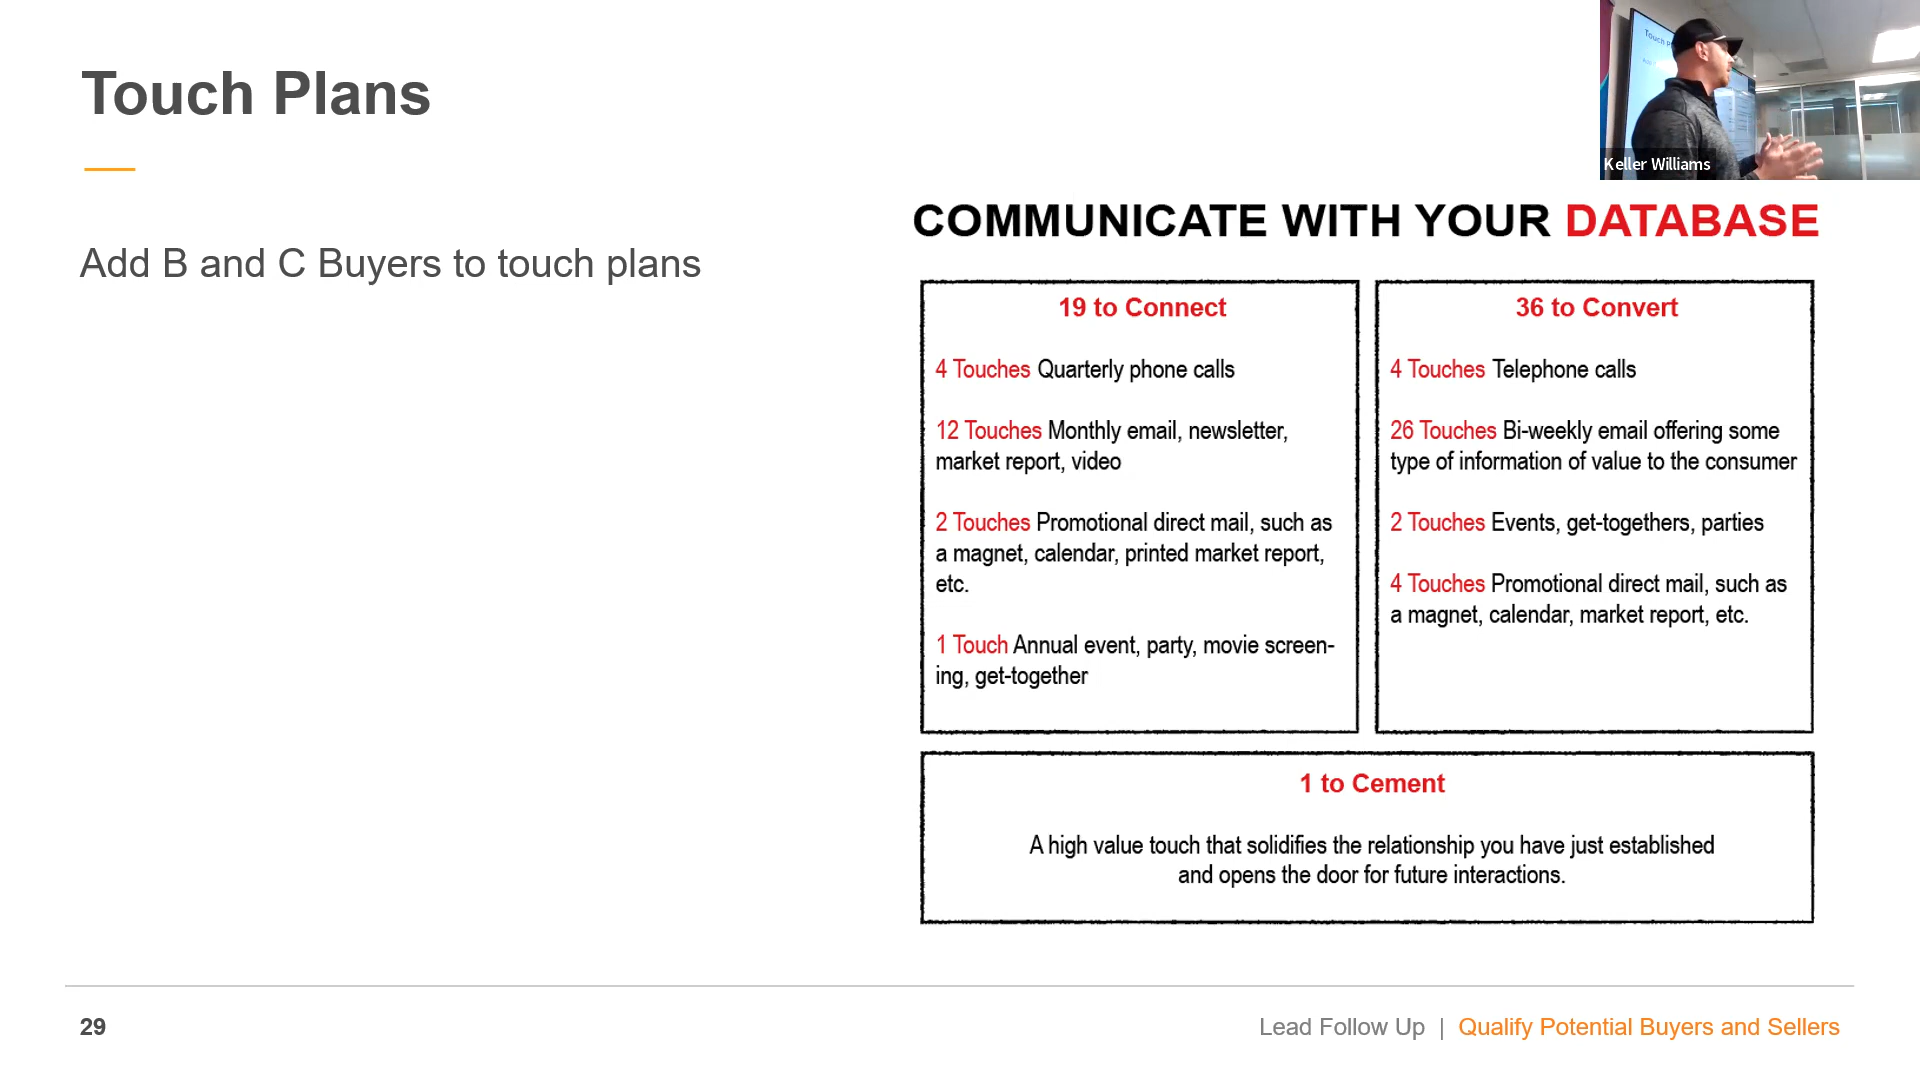 Touch Plans
Add B and C Buyers to touch plans
Touch P
Keller Williams
COMMUNICATE WITH YOUR DATABASE
19 to Connect
4 Touches Quarterly phone calls
12 Touches Monthly email, newsletter,
market report, video
2 Touches Promotional direct mail, such as
a magnet, calendar, printed market report,
etc.
1 Touch Annual event, party, movie screen-
ing, get-together
36 to Convert
4 Touches Telephone calls
26 Touches Bi-weekly email offering some
type of information of value to the consumer
2 Touches Events, get-togethers, parties
4 Touches Promotional direct mail, such as
a magnet, calendar, market report, etc.
1 to Cement
A high value touch that solidifies the relationship you have just established
and opens the door for future interactions.
29
Lead Follow Up | Qualify Potential Buyers and Sellers